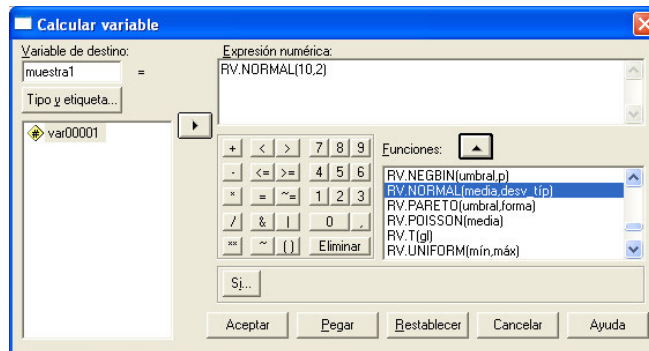 Calcular variable
Variable de destino:
muestra1
=
Tipo y etiqueta...
var00001
Expresión numérica:
RV.NORMAL(10,2)
+ < > 7 8 9
- <= >= 4 5 6
* = ~= 1 2 3
/ & | 0 ,
** ~ () Eliminar
Funciones:
RV.NEGBIN(umbral,p)
RV.NORMAL(media,desv_típ)
RV.PARETO(umbral,forma)
RV.POISSON(media)
RV.T(gl)
RV.UNIFORM(mín,máx)
Si...
Aceptar Pegar Restablecer Cancelar Ayuda